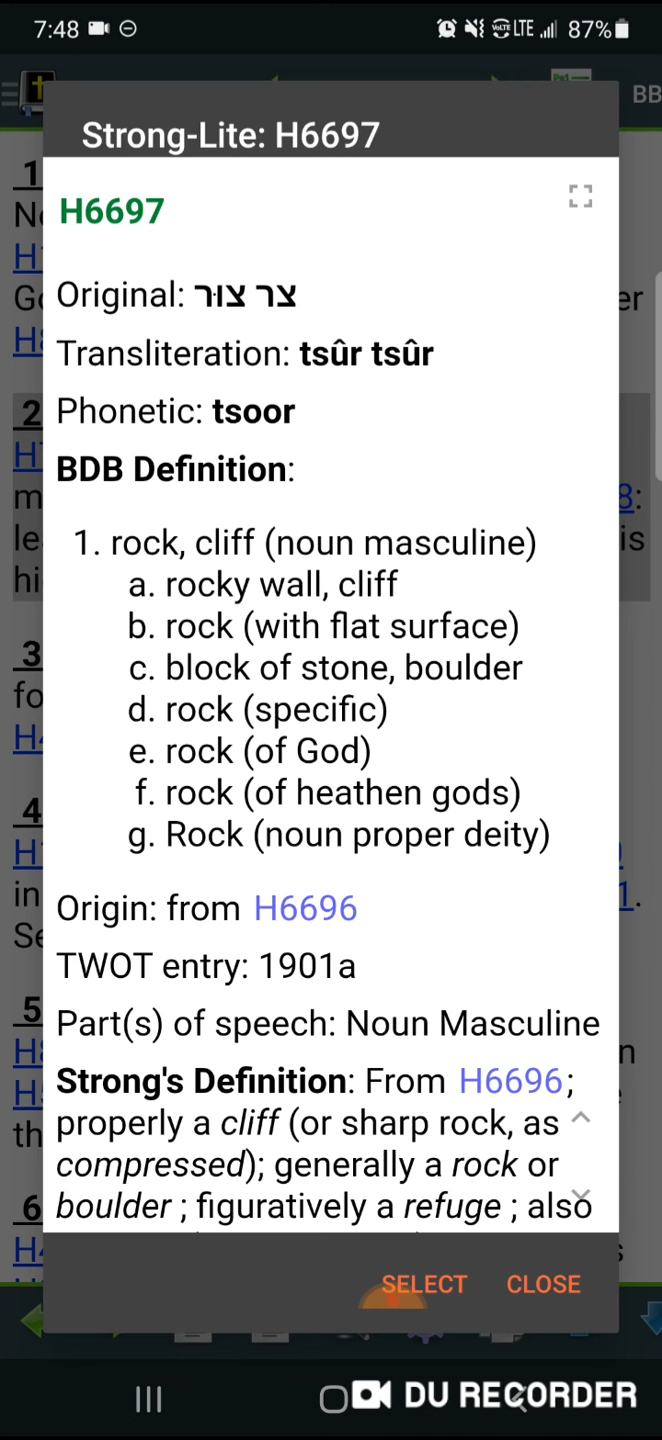 7:48
LTE 87%
BB
Strong-Lite: H6697
H6697
Original: צר צוּר
Transliteration: tsûr tsûr
Phonetic: tsoor
BDB Definition:
1. rock, cliff (noun masculine)
a. rocky wall, cliff
b. rock (with flat surface)
c. block of stone, boulder
d. rock (specific)
e. rock (of God)
f. rock (of heathen gods)
g. Rock (noun proper deity)
Origin: from H6696
TWOT entry: 1901a
Part(s) of speech: Noun Masculine
Strong's Definition: From H6696;
properly a cliff (or sharp rock, as
compressed); generally a rock or
boulder ; figuratively a refuge ; also
SELECT CLOSE
DU RECORDER